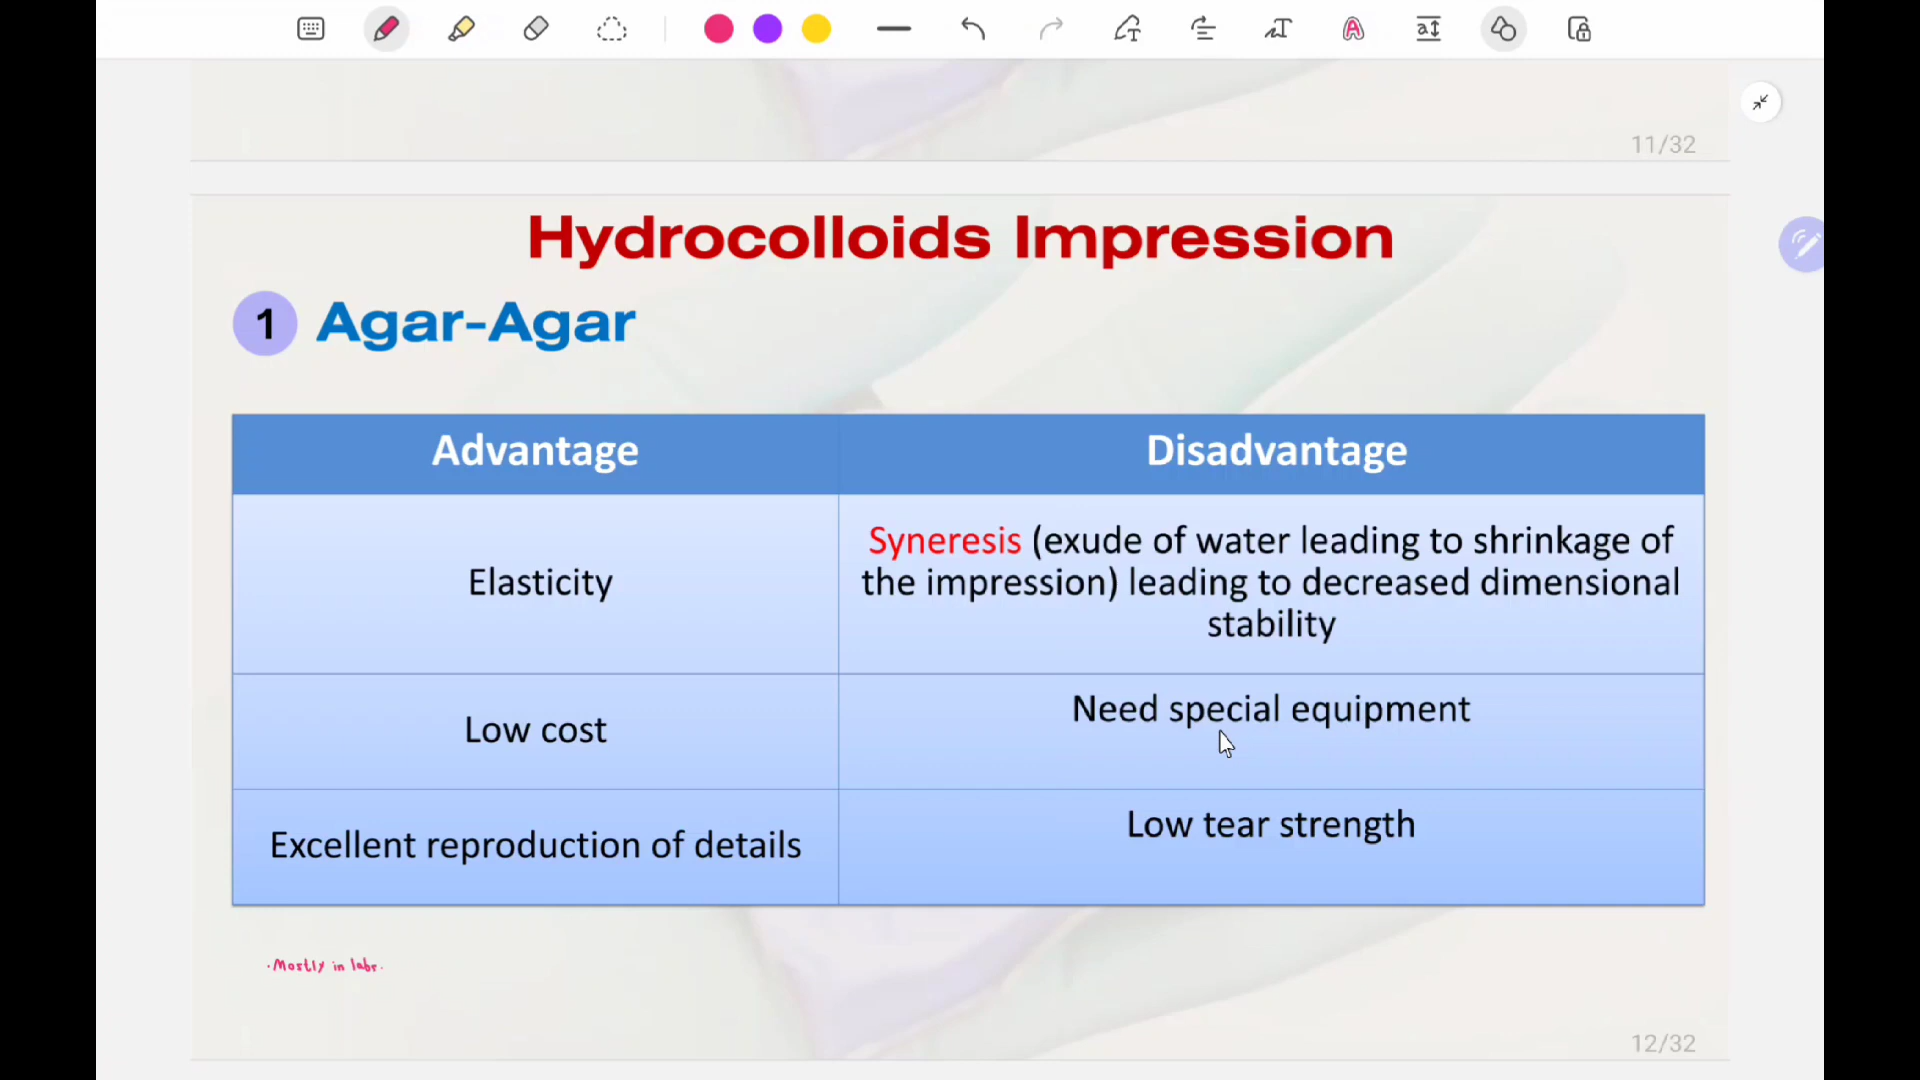 11/32
Hydrocolloids Impression
1 Agar-Agar
Advantage
Disadvantage
Elasticity
Syneresis (exude of water leading to shrinkage of
the impression) leading to decreased dimensional
stability
Low cost
Need special equipment
Excellent reproduction of details
Low tear strength
·Mostly in labs.
12/32